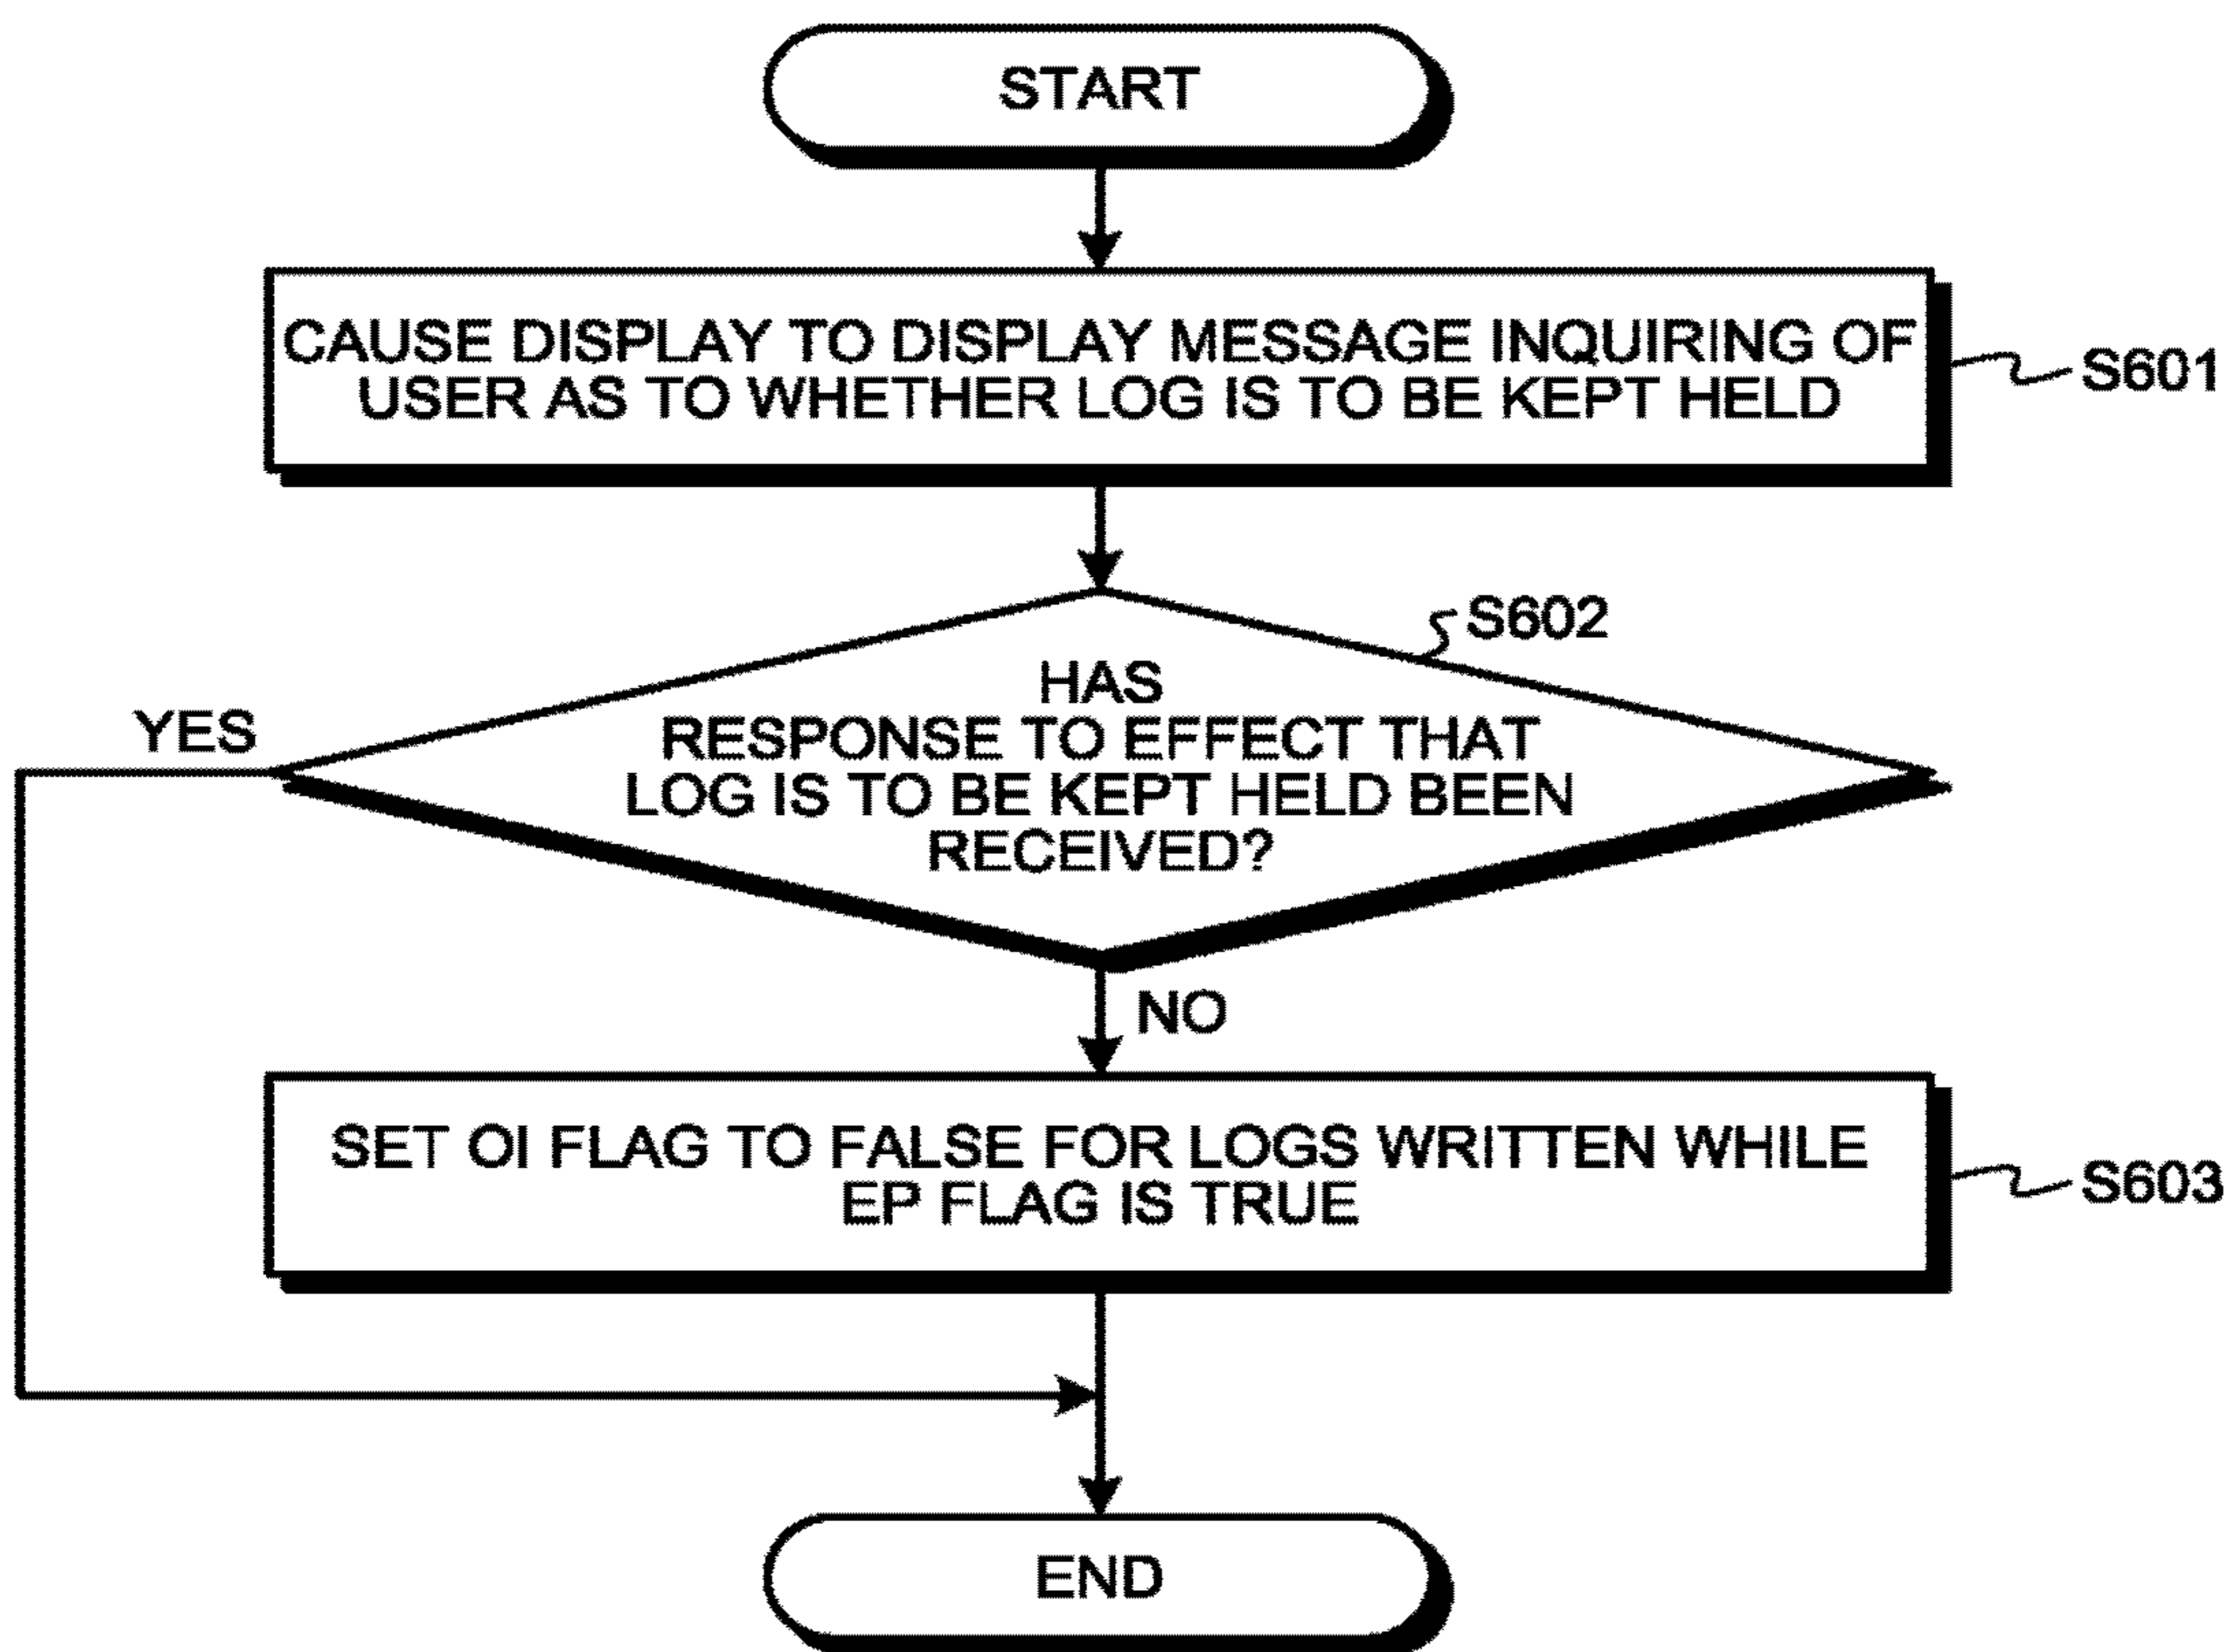 START
CAUSE DISPLAY TO DISPLAY MESSAGE INQUIRING OF
USER AS TO WHETHER LOG IS TO BE KEPT HELD
S601
S602
HAS
RESPONSE TO EFFECT THAT
LOG IS TO BE KEPT HELD BEEN
RECEIVED?
YES
NO
SET OI FLAG TO FALSE FOR LOGS WRITTEN WHILE
EP FLAG IS TRUE
S603
END